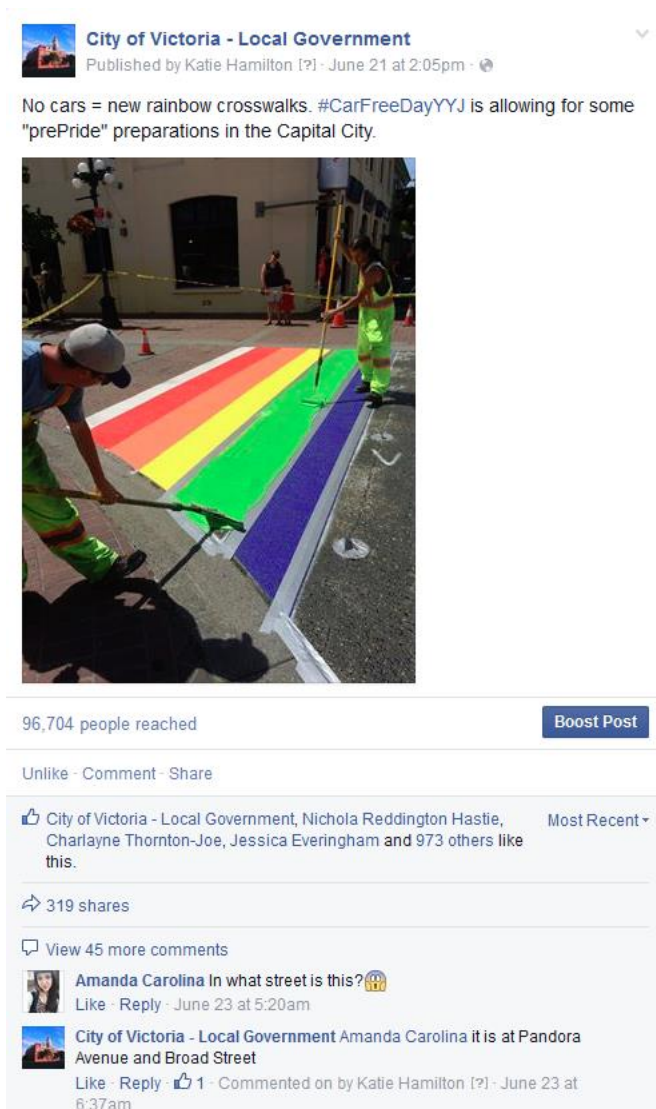 City of Victoria - Local Government
Published by Katie Hamilton [?] · June 21 at 2:05pm ·
No cars = new rainbow crosswalks. #CarFreeDayYYJ is allowing for some
"prePride" preparations in the Capital City.
96,704 people reached
Boost Post
Unlike · Comment · Share
City of Victoria - Local Government, Nichola Reddington Hastie,
Charlayne Thornton-Joe, Jessica Everingham and 973 others like
this.
Most Recent
319 shares
View 45 more comments
Amanda Carolina In what street is this?
Like · Reply · June 23 at 5:20am
City of Victoria - Local Government Amanda Carolina it is at Pandora
Avenue and Broad Street
Like · Reply · 1 · Commented on by Katie Hamilton [?] · June 23 at
6:37am